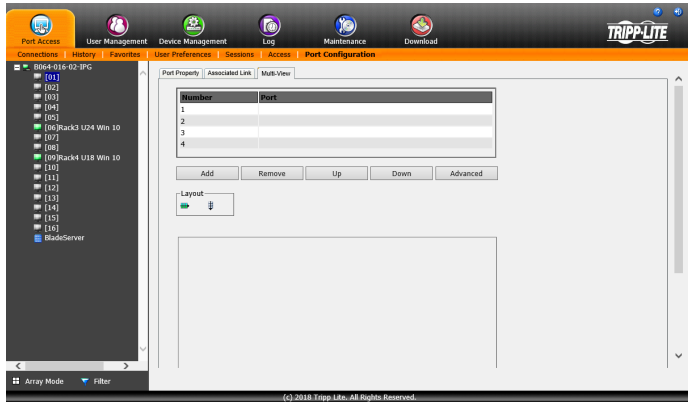 TRIPP·LITE
Port Access User Management Device Management Log Maintenance Download
Connections | History | Favorites | User Preferences | Sessions | Access | Port Configuration
B064-016-02-IPG
[01]
[02]
[03]
[04]
[05]
[06]Rack3 U24 Win 10
[07]
[08]
[09]Rack4 U18 Win 10
[10]
[11]
[12]
[13]
[14]
[15]
[16]
BladeServer
Array Mode Filter
Port Property Associated Link Multi-View
Number Port
1
2
3
4
Add Remove Up Down Advanced
Layout
(c) 2018 Tripp Lite. All Rights Reserved.